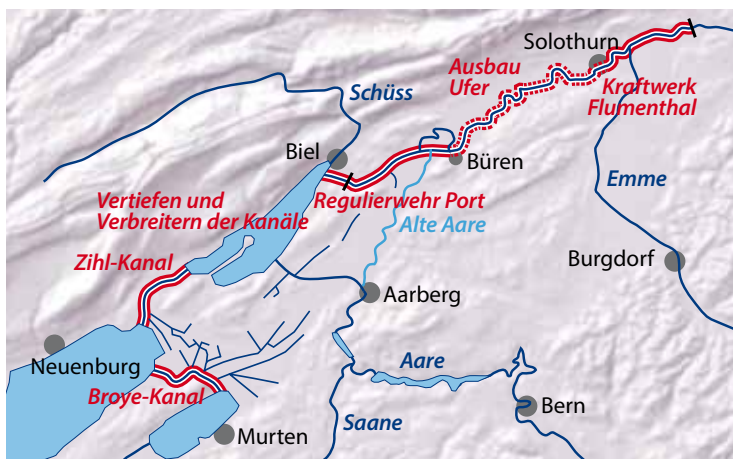 Solothurn
Ausbau
Ufer
Kraftwerk
Flumenthal
Schüss
Biel
Büren
Emme
Vertiefen und
Verbreitern der Kanäle
Regulierwehr Port
Alte Aare
Zihl-Kanal
Burgdorf
Aarberg
Neuenburg
Aare
Broye-Kanal
Bern
Saane
Murten